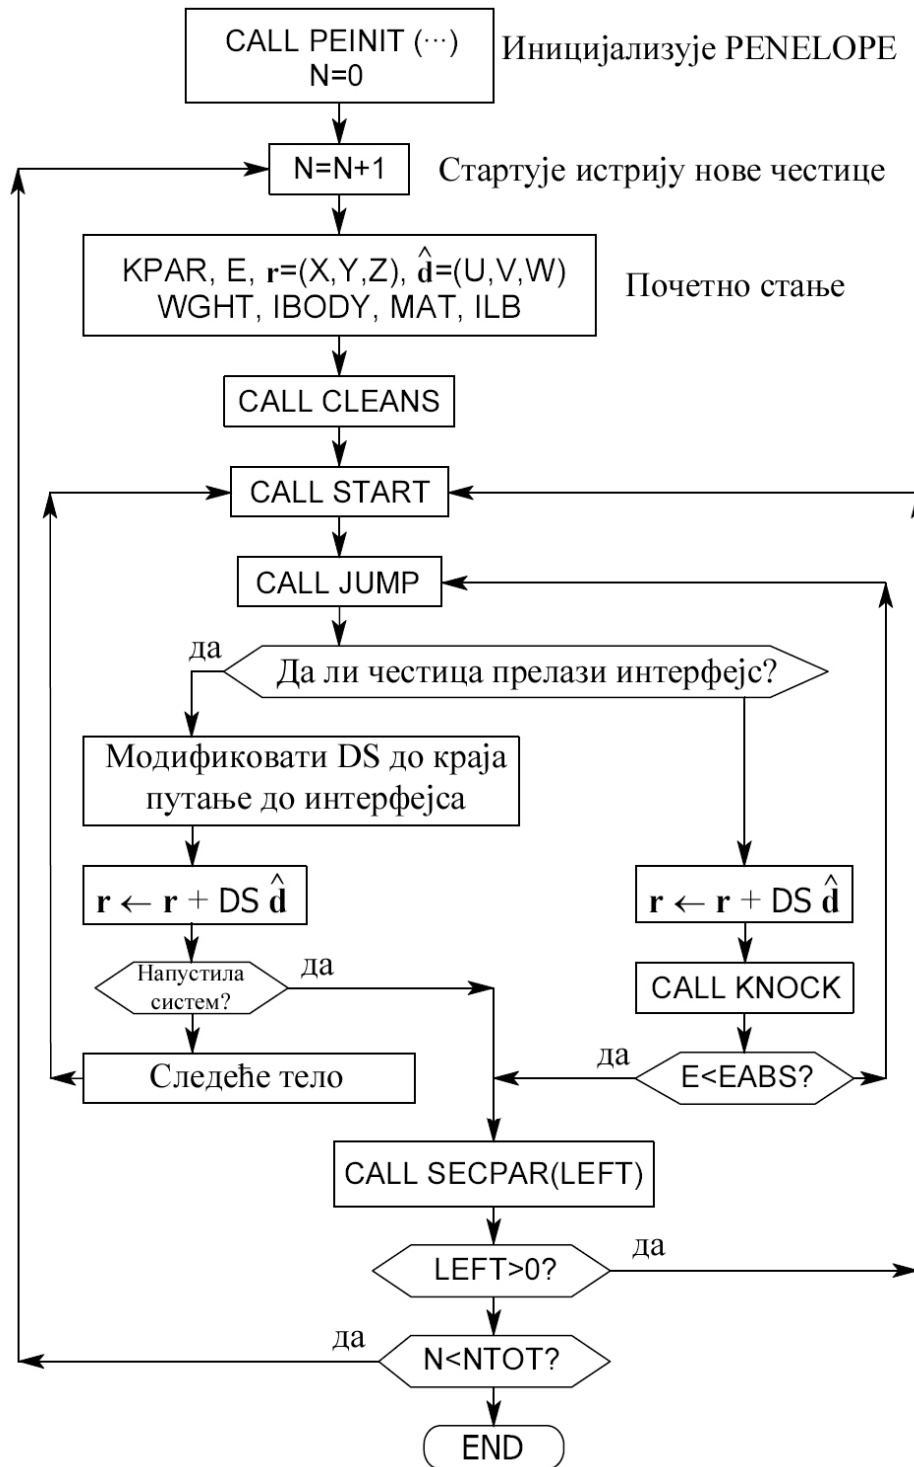 CALL PEINIT (···)
N=0
Иницијализује PENELOPE
N=N+1
Стартује истрију нове честице
KPAR, E, r=(X,Y,Z), d̂=(U,V,W)
WGHT, IBODY, MAT, ILB
Почетно стање
CALL CLEANS
CALL START
CALL JUMP
да
Да ли честица прелази интерфејс?
Модификовати DS до краја
путање до интерфејса
r ← r + DS d̂
r ← r + DS d̂
Напустила
систем?
да
CALL KNOCK
Следеће тело
да
E<EABS?
CALL SECPAR(LEFT)
LEFT>0?
да
да
N<NTOT?
END